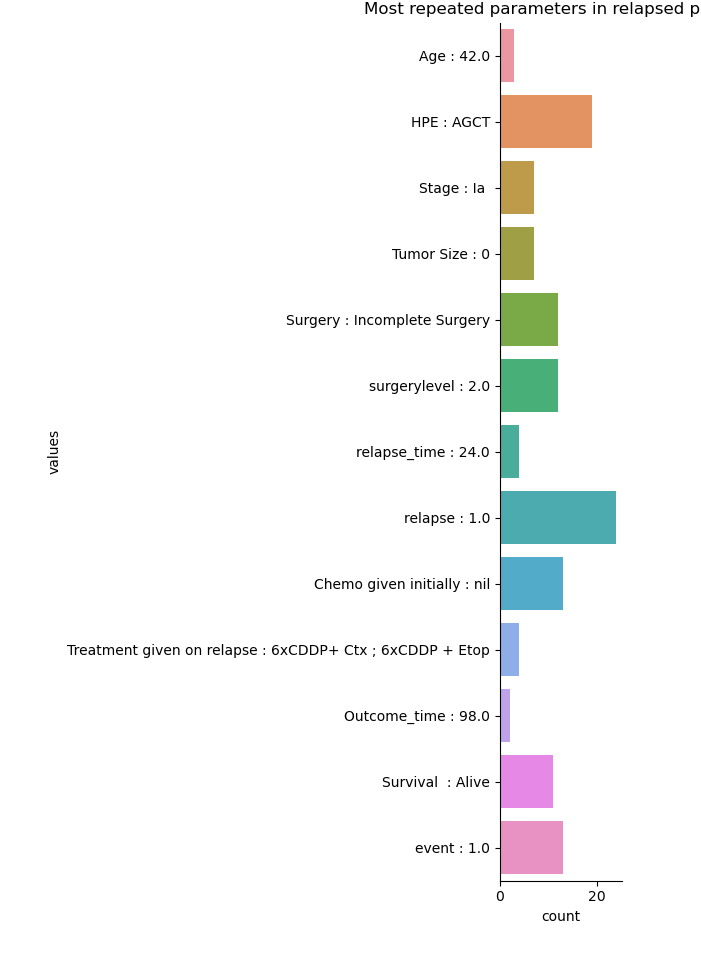 Most repeated parameters in relapsed p
Age : 42.0
HPE : AGCT
Stage : Ia
Tumor Size : 0
Surgery : Incomplete Surgery
surgerylevel : 2.0
relapse_time : 24.0
values
relapse : 1.0
Chemo given initially : nil
Treatment given on relapse : 6xCDDP+ Ctx ; 6xCDDP + Etop
Outcome_time : 98.0
Survival  : Alive
event : 1.0
0 20
count